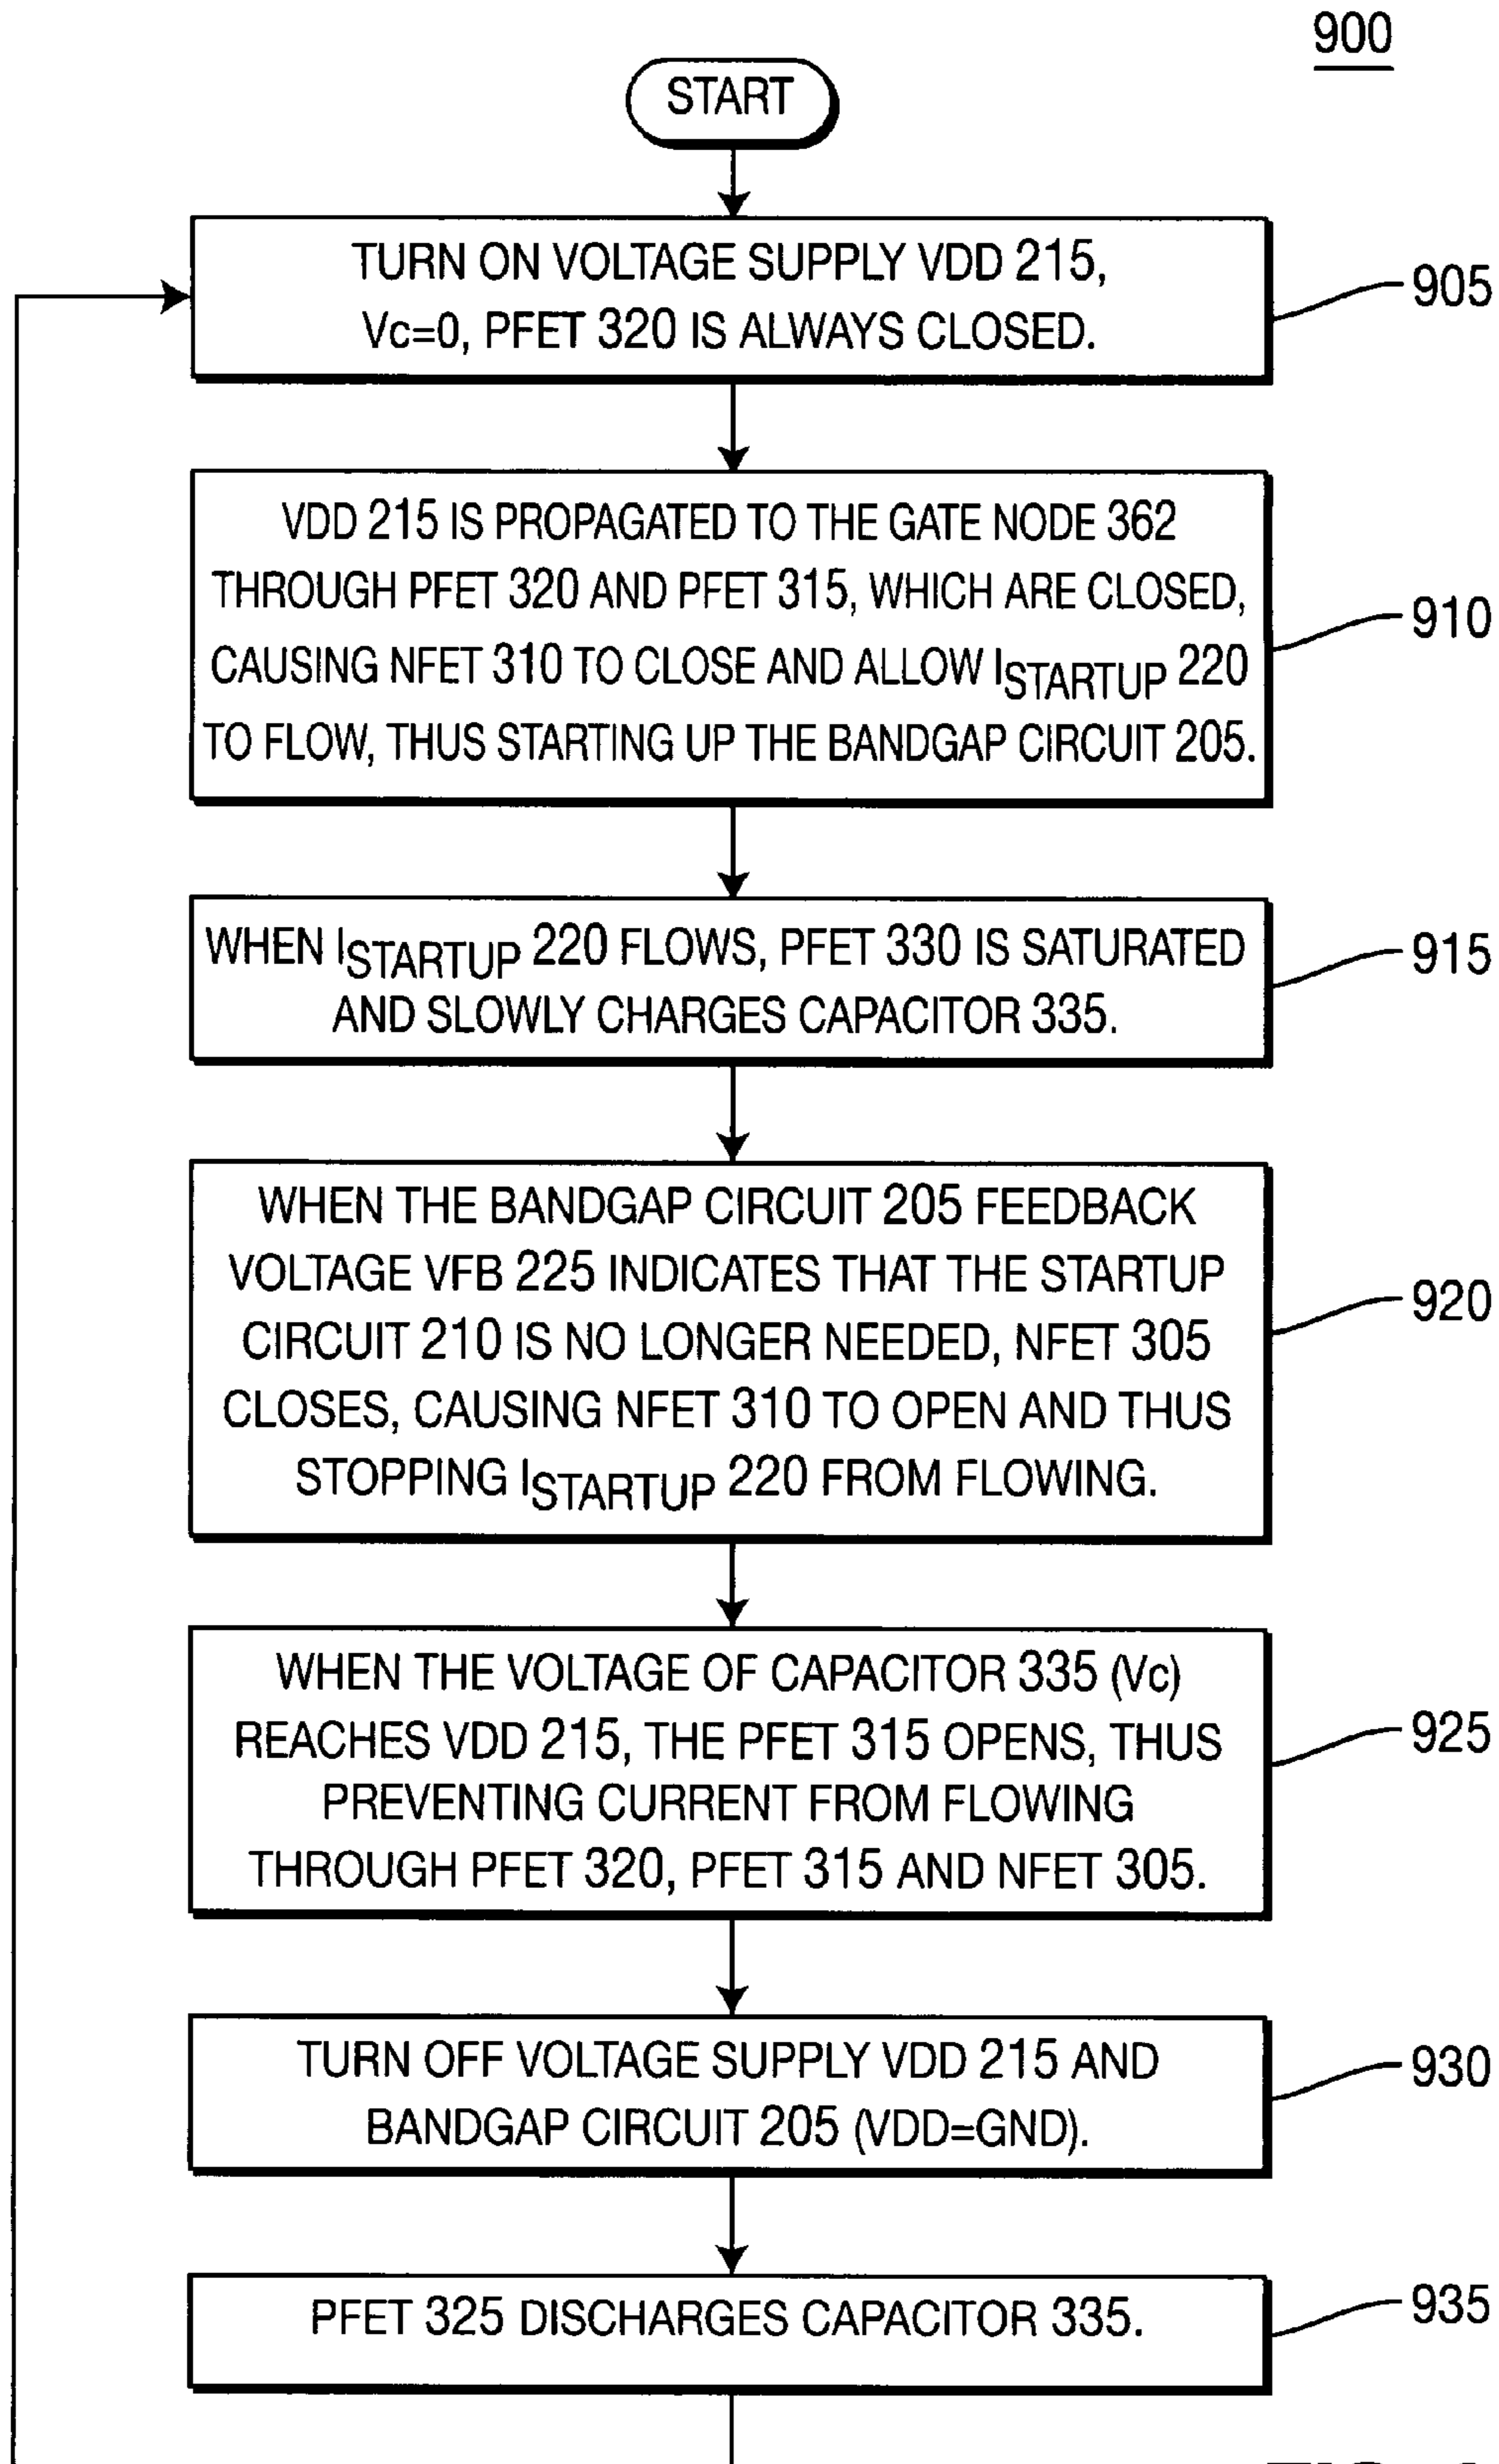 900
START
TURN ON VOLTAGE SUPPLY VDD 215,
Vc=0, PFET 320 IS ALWAYS CLOSED.
905
VDD 215 IS PROPAGATED TO THE GATE NODE 362
THROUGH PFET 320 AND PFET 315, WHICH ARE CLOSED,
CAUSING NFET 310 TO CLOSE AND ALLOW ISTARTUP 220
TO FLOW, THUS STARTING UP THE BANDGAP CIRCUIT 205.
910
WHEN ISTARTUP 220 FLOWS, PFET 330 IS SATURATED
AND SLOWLY CHARGES CAPACITOR 335.
915
WHEN THE BANDGAP CIRCUIT 205 FEEDBACK
VOLTAGE VFB 225 INDICATES THAT THE STARTUP
CIRCUIT 210 IS NO LONGER NEEDED, NFET 305
CLOSES, CAUSING NFET 310 TO OPEN AND THUS
STOPPING ISTARTUP 220 FROM FLOWING.
920
WHEN THE VOLTAGE OF CAPACITOR 335 (Vc)
REACHES VDD 215, THE PFET 315 OPENS, THUS
PREVENTING CURRENT FROM FLOWING
THROUGH PFET 320, PFET 315 AND NFET 305.
925
TURN OFF VOLTAGE SUPPLY VDD 215 AND
BANDGAP CIRCUIT 205 (VDD=GND).
930
PFET 325 DISCHARGES CAPACITOR 335.
935